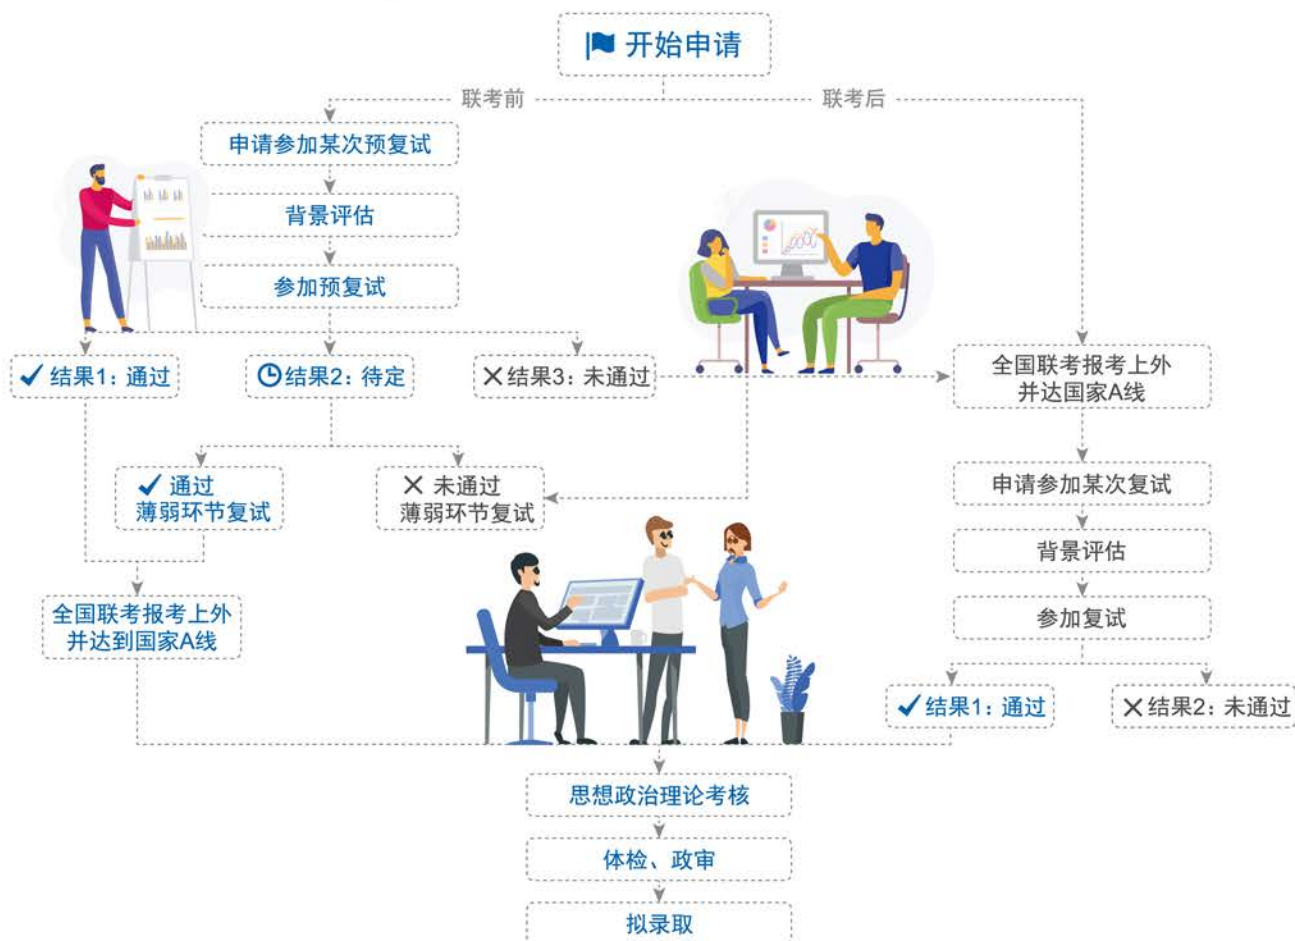 开始申请
联考前
联考后
申请参加某次预复试
背景评估
参加预复试
结果1：通过
结果2：待定
结果3：未通过
全国联考报考上外
并达国家A线
通过
薄弱环节复试
未通过
薄弱环节复试
申请参加某次复试
背景评估
参加复试
全国联考报考上外
并达到国家A线
结果1：通过
结果2：未通过
思想政治理论考核
体检、政审
拟录取